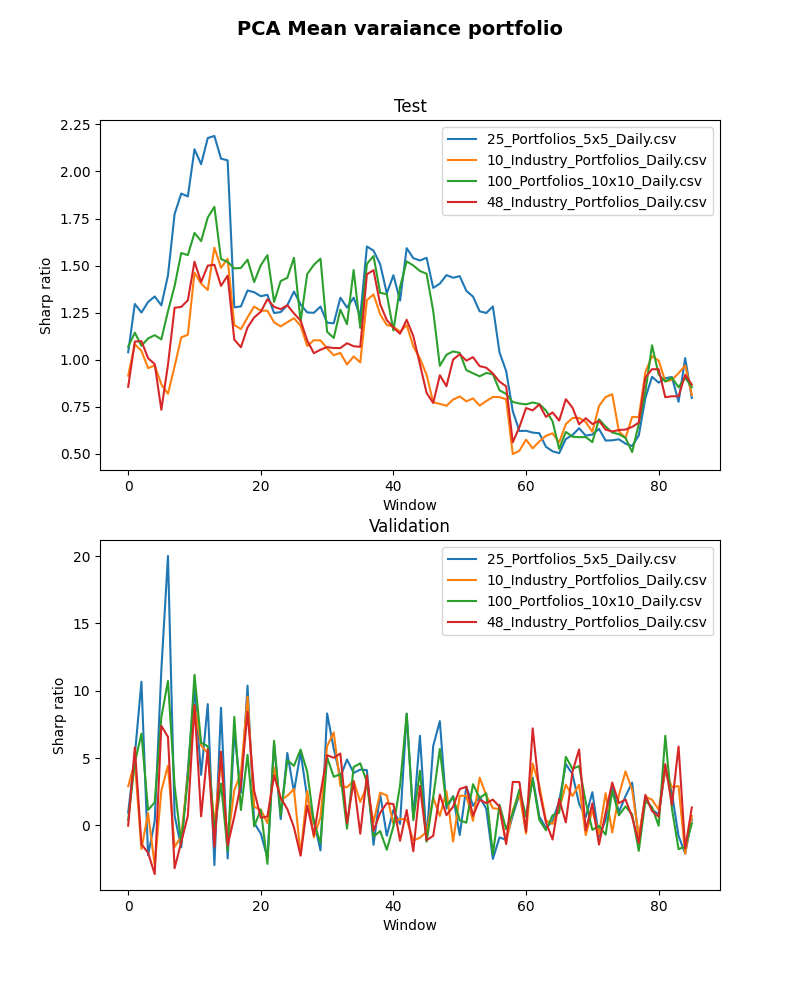 PCA Mean varaiance portfolio
Test
2.25
2.00
1.75
1.50
1.25
1.00
0.75
0.50
Sharp ratio
25_Portfolios_5x5_Daily.csv
10_Industry_Portfolios_Daily.csv
100_Portfolios_10x10_Daily.csv
48_Industry_Portfolios_Daily.csv
0 20 40 60 80
Window
Validation
20
15
10
5
0
Sharp ratio
25_Portfolios_5x5_Daily.csv
10_Industry_Portfolios_Daily.csv
100_Portfolios_10x10_Daily.csv
48_Industry_Portfolios_Daily.csv
0 20 40 60 80
Window